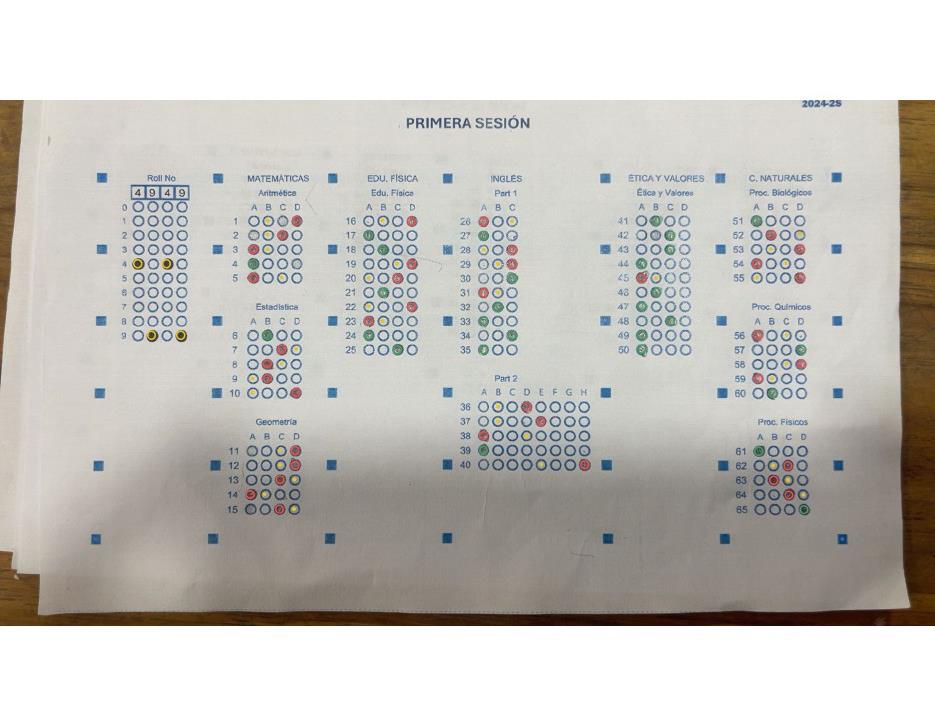 2024-2S
PRIMERA SESIÓN
Roll No
4 9 4 9
0
1
2
3
4
5
6
7
8
9
MATEMÁTICAS
Aritmética
A B C D
1
2
3
4
5
Estadística
A B C D
6
7
8
9
10
Geometría
A B C D
11
12
13
14
15
EDU. FÍSICA
Edu. Física
A B C D
16
17
18
19
20
21
22
23
24
25
INGLÉS
Part 1
A B C
26
27
28
29
30
31
32
33
34
35
Part 2
A B C D E F G H
36
37
38
39
40
ÉTICA Y VALORES
Ética y Valores
A B C D
41
42
43
44
45
46
47
48
49
50
C. NATURALES
Proc. Biológicos
A B C D
51
52
53
54
55
Proc. Químicos
A B C D
56
57
58
59
60
Proc. Físicos
A B C D
61
62
63
64
65